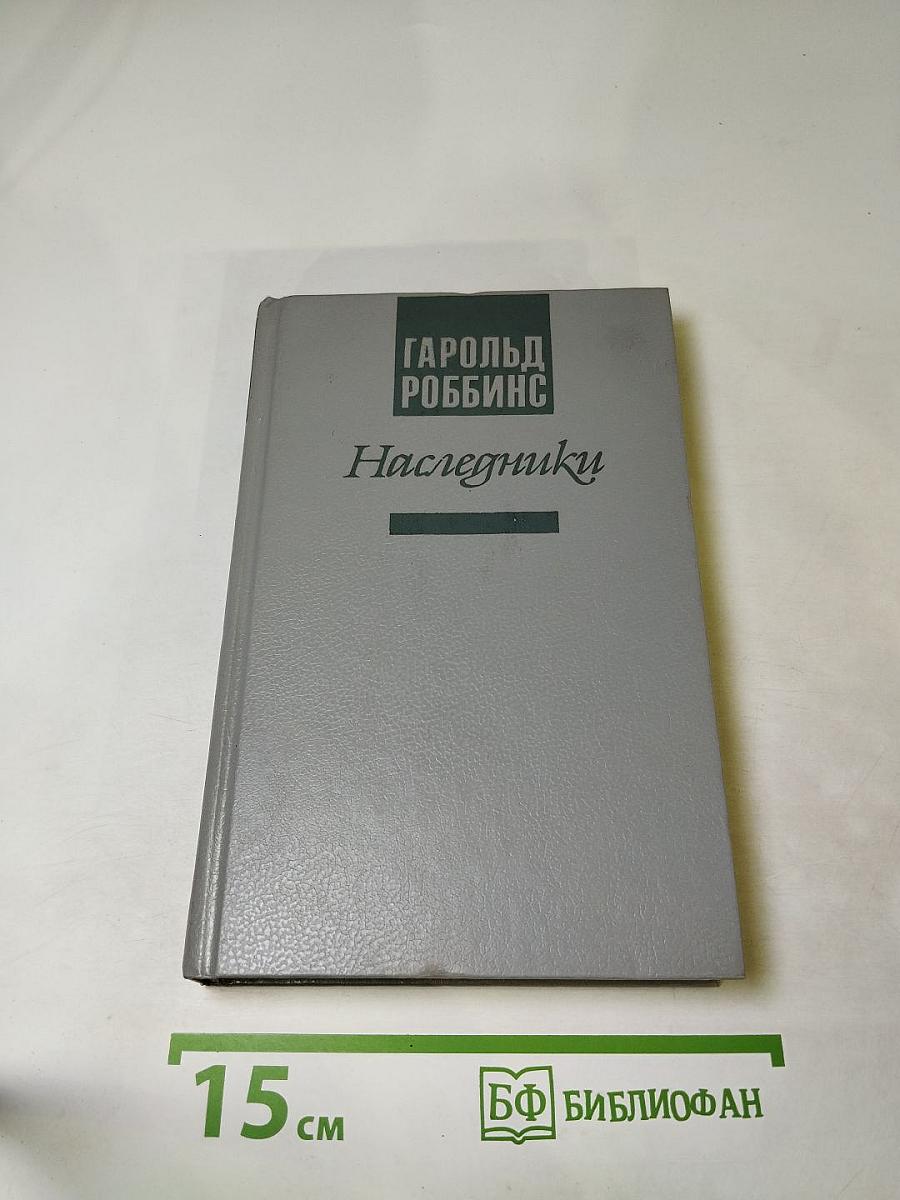 ГАРОЛЬД
РОББИНС
Наследники
15 см
БФ БИБЛИОФАН